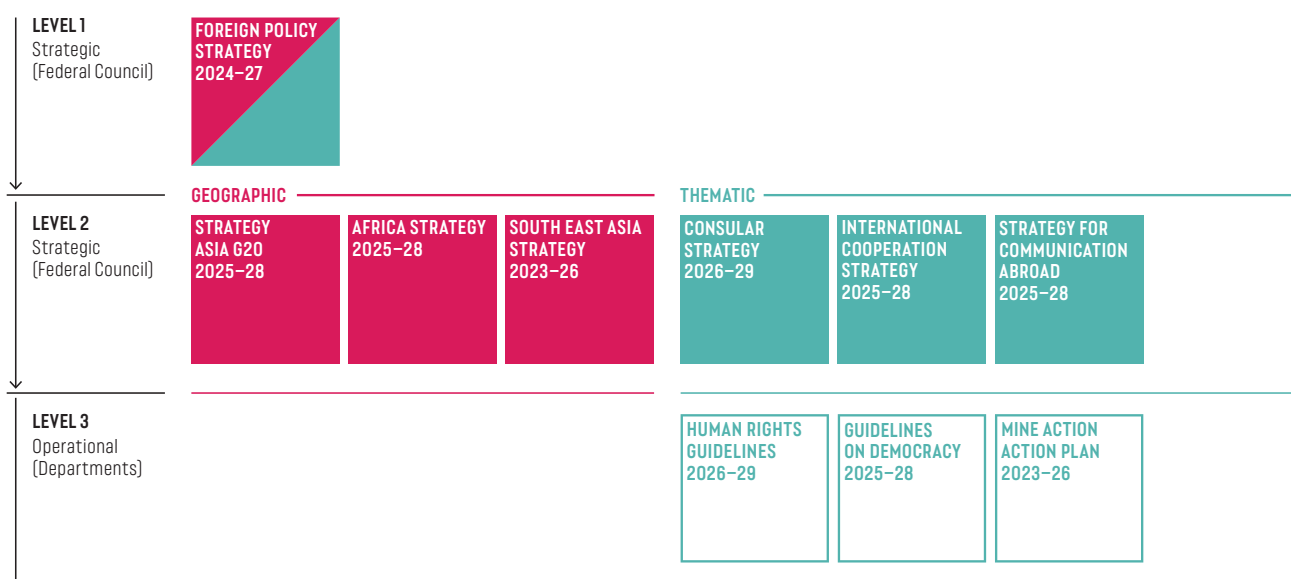 LEVEL 1
Strategic
(Federal Council)
FOREIGN POLICY
STRATEGY
2024–27
GEOGRAPHIC
THEMATIC
LEVEL 2
Strategic
(Federal Council)
STRATEGY
ASIA G20
2025–28
AFRICA STRATEGY
2025–28
SOUTH EAST ASIA
STRATEGY
2023–26
CONSULAR
STRATEGY
2026–29
INTERNATIONAL
COOPERATION
STRATEGY
2025–28
STRATEGY FOR
COMMUNICATION
ABROAD
2025–28
LEVEL 3
Operational
(Departments)
HUMAN RIGHTS
GUIDELINES
2026–29
GUIDELINES
ON DEMOCRACY
2025–28
MINE ACTION
ACTION PLAN
2023–26